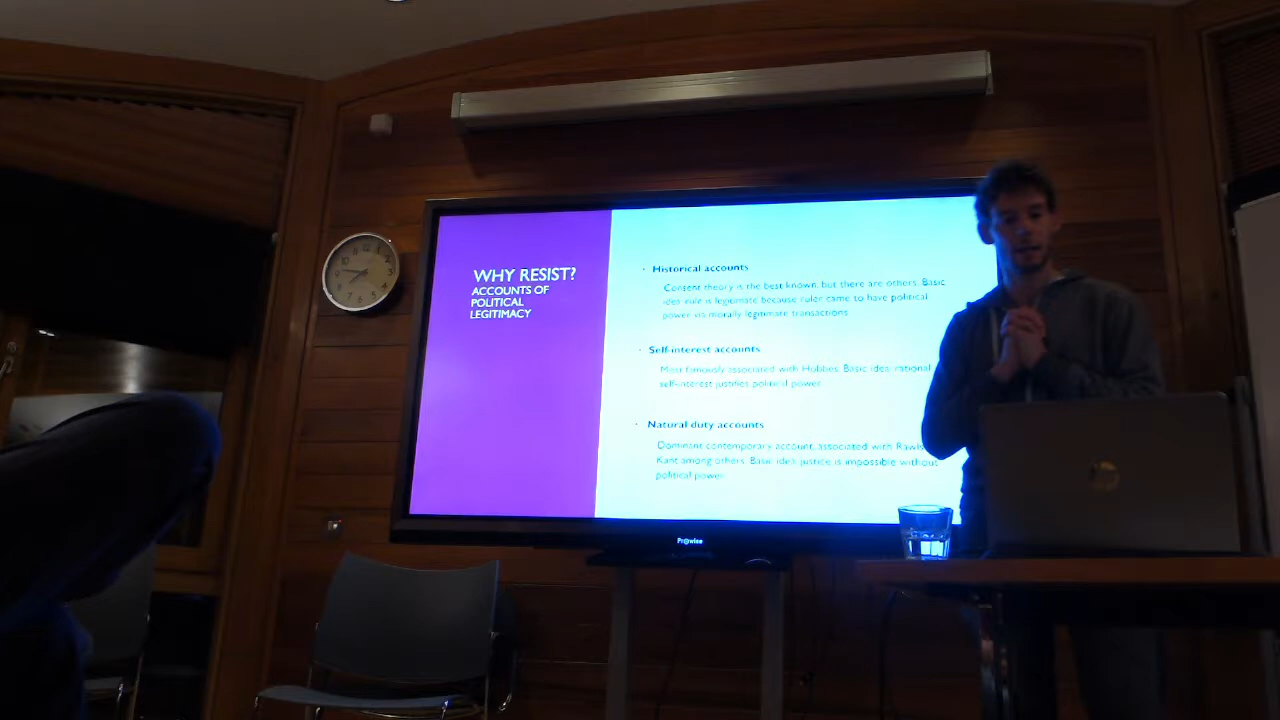 WHY RESIST?
ACCOUNTS OF
POLITICAL
LEGITIMACY
• Historical accounts
Consent theory is the best known, but there are others. Basic
idea: rule is legitimate because ruler came to have political
power via morally legitimate transactions.
• Self-interest accounts
Most famously associated with Hobbes. Basic idea: rational
self-interest justifies political power.
• Natural duty accounts
Dominant contemporary account, associated with Rawls,
Kant among others. Basic idea: justice is impossible without
political power.
Prowise
hp